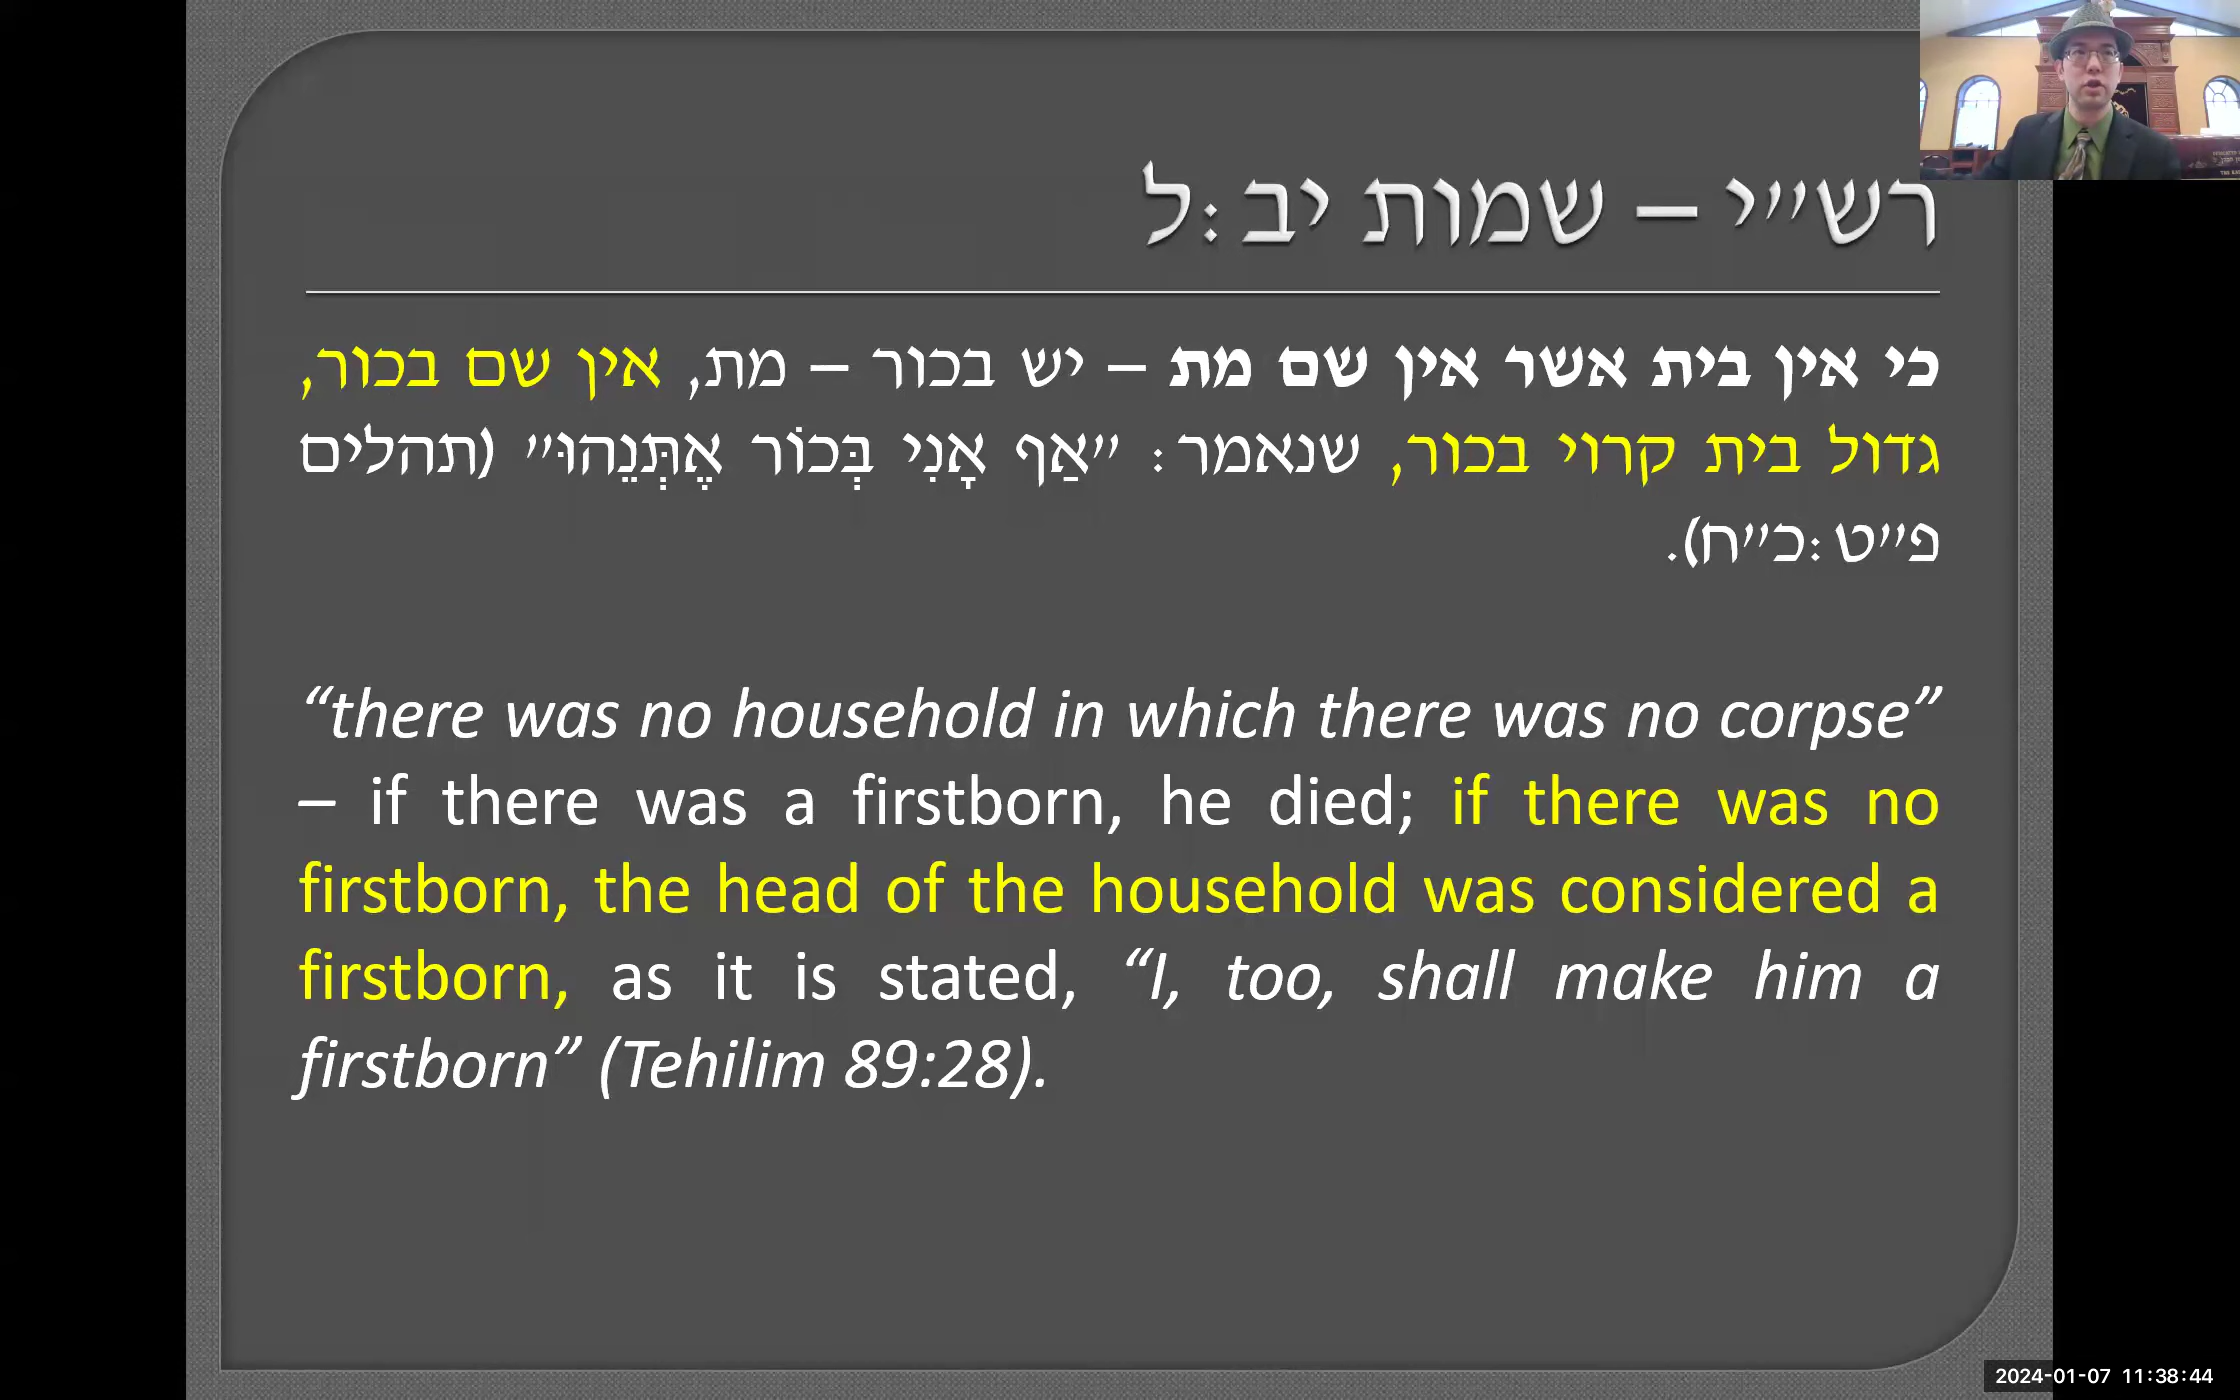 רש״י – שמות יב:ל
כי אין בית אשר אין שם מת – יש בכור – מת, אין שם בכור,
גדול בית קרוי בכור, שנאמר: ״אַף אָנִי בְּכוֹר אֶתְּנֵהוּ״ (תהלים
פ״ט:כ״ח).
“there was no household in which there was no corpse”
– if there was a firstborn, he died; if there was no
firstborn, the head of the household was considered a
firstborn, as it is stated, “I, too, shall make him a
firstborn” (Tehilim 89:28).
2024-01-07 11:38:44